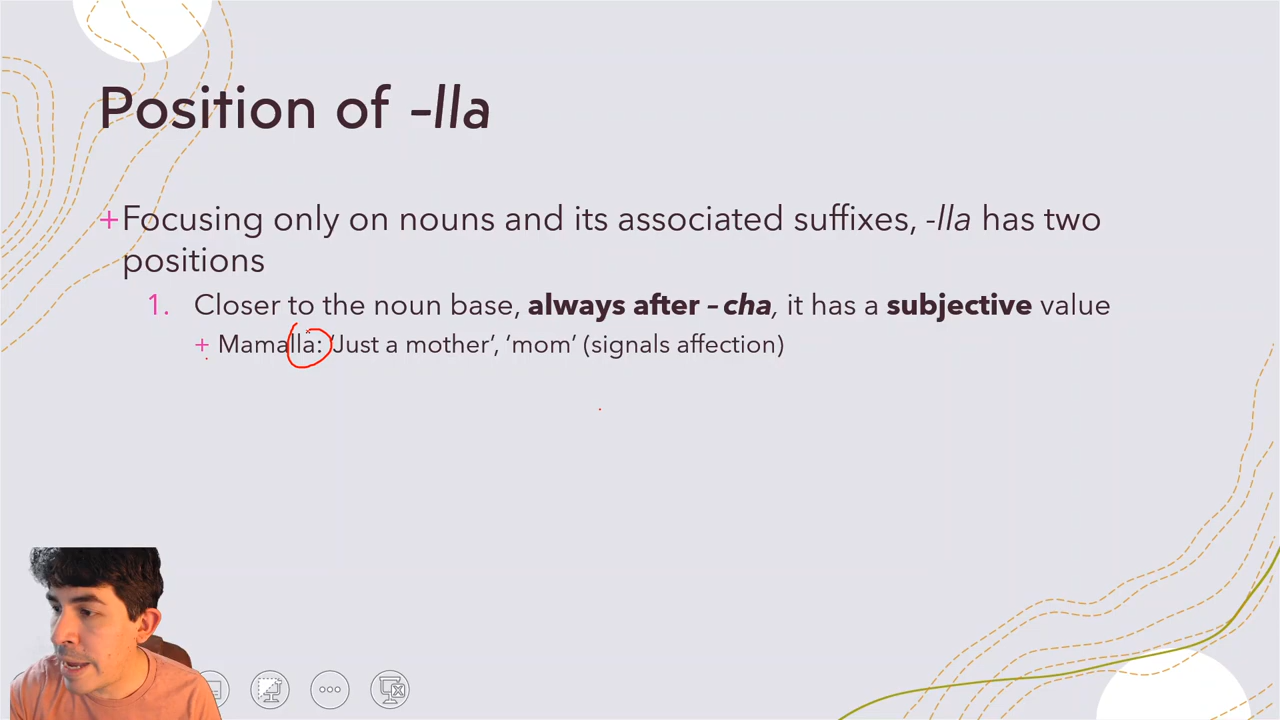 Position of -lla
+Focusing only on nouns and its associated suffixes, -lla has two
positions
1. Closer to the noun base, always after –cha, it has a subjective value
+ Mamalla: ‘Just a mother’, ‘mom’ (signals affection)